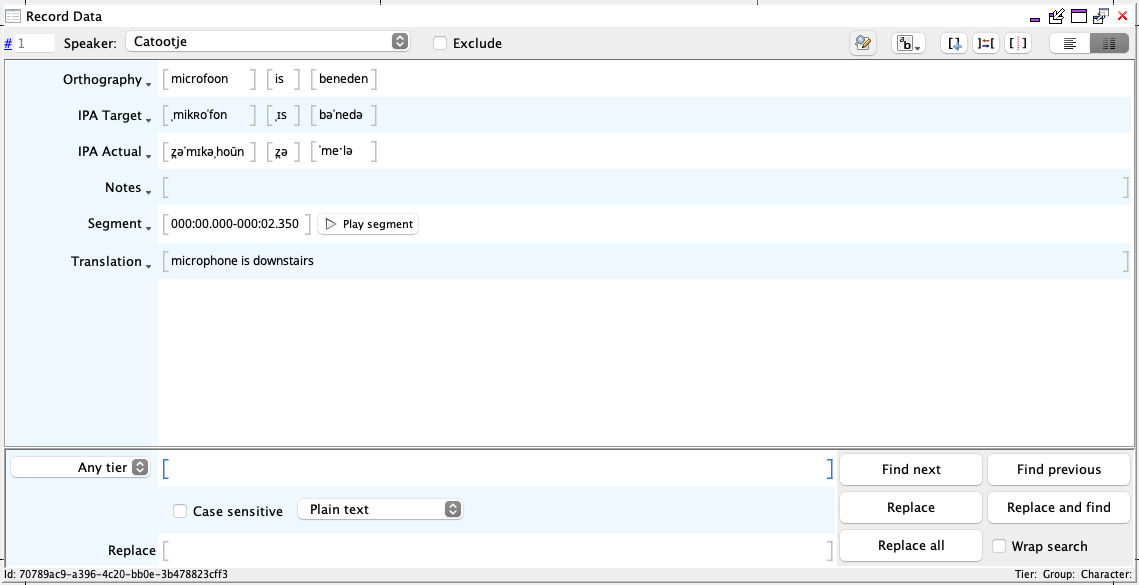 Record Data
# 1 Speaker: Catootje Exclude
Orthography [microfoon] [is] [beneden]
IPA Target [ˌmikʀoˈfon] [ˌɪs] [bəˈnedə]
IPA Actual [z̪əˈmɪkəˌhoŭn] [z̪ə] [ˈmeˑlə]
Notes [ ]
Segment [000:00.000-000:02.350] Play segment
Translation [microphone is downstairs]
Any tier [ ] Find next Find previous
Case sensitive Plain text Replace Replace and find
Replace [ ] Replace all Wrap search
Id: 70789ac9-a396-4c20-bb0e-3b478823cff3 Tier: Group: Character: